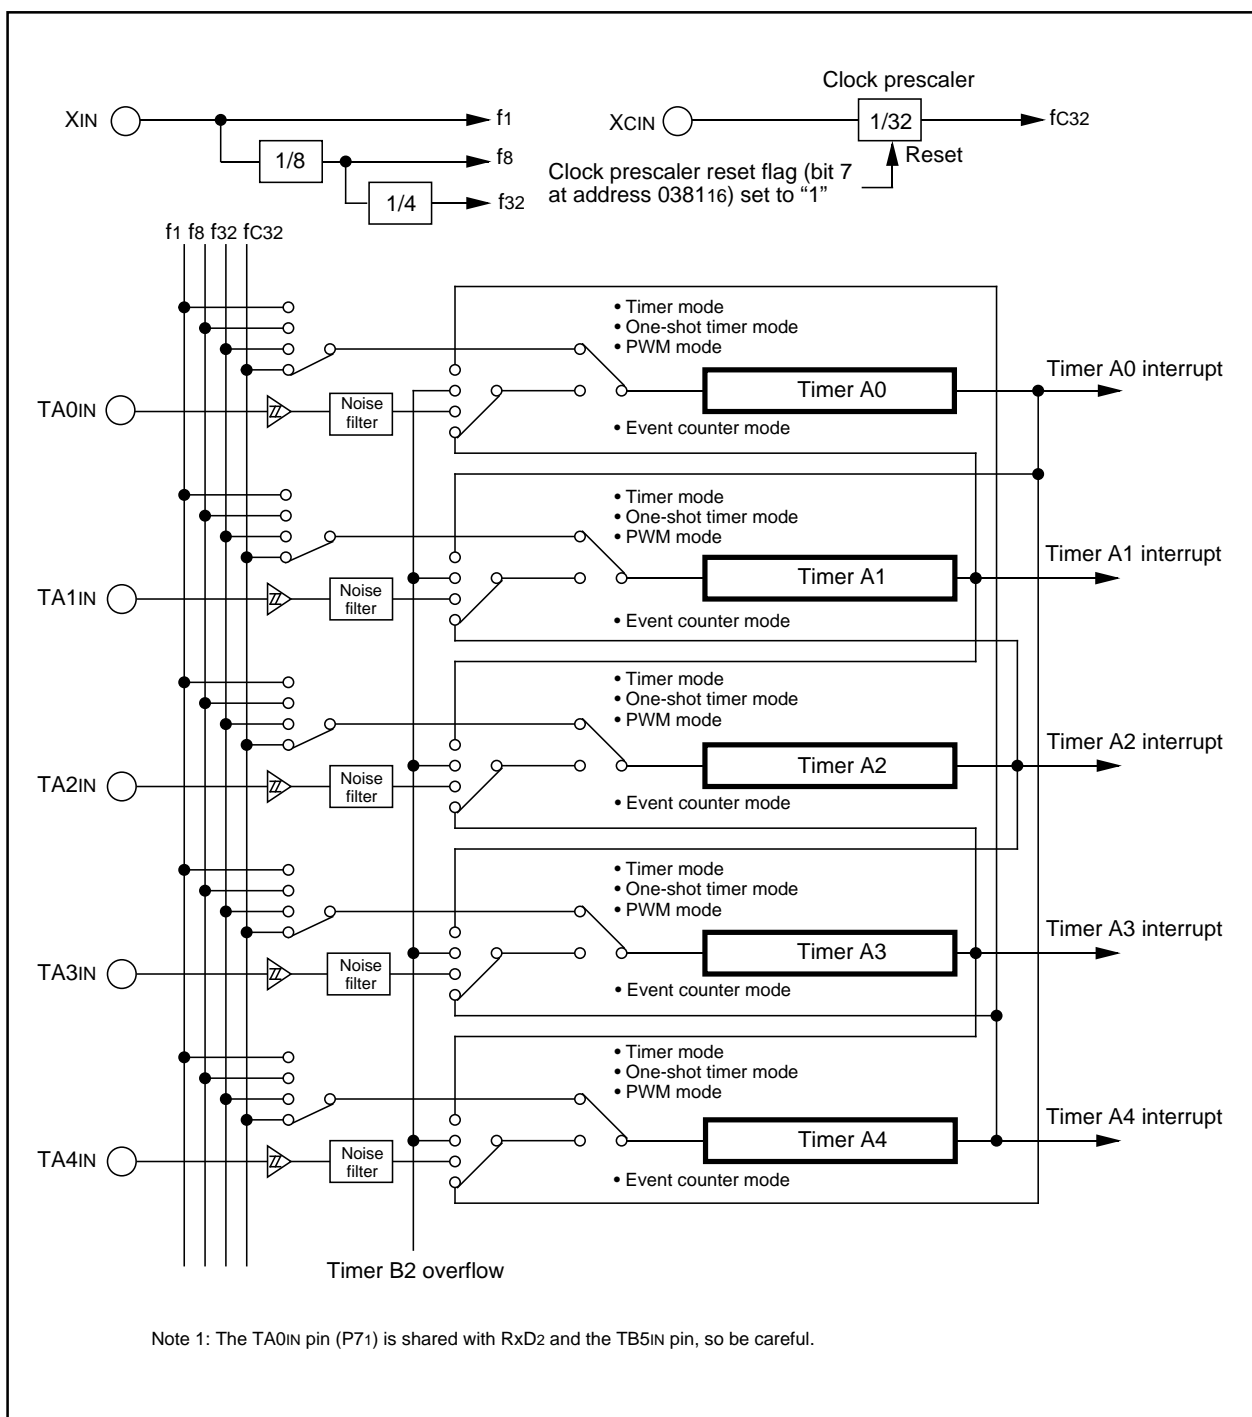 Clock prescaler
XIN
f1
XCIN
1/32
fC32
1/8
f8
Reset
Clock prescaler reset flag (bit 7
at address 038116) set to “1”
1/4
f32
f1 f8 f32 fC32
• Timer mode
• One-shot timer mode
• PWM mode
Timer A0
Timer A0 interrupt
TA0IN
Noise
filter
• Event counter mode
• Timer mode
• One-shot timer mode
• PWM mode
Timer A1
Timer A1 interrupt
TA1IN
Noise
filter
• Event counter mode
• Timer mode
• One-shot timer mode
• PWM mode
Timer A2
Timer A2 interrupt
TA2IN
Noise
filter
• Event counter mode
• Timer mode
• One-shot timer mode
• PWM mode
Timer A3
Timer A3 interrupt
TA3IN
Noise
filter
• Event counter mode
• Timer mode
• One-shot timer mode
• PWM mode
Timer A4
Timer A4 interrupt
TA4IN
Noise
filter
• Event counter mode
Timer B2 overflow
Note 1: The TA0IN pin (P71) is shared with RxD2 and the TB5IN pin, so be careful.